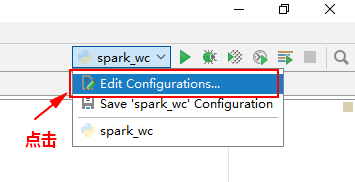 spark_wc
Edit Configurations...
Save 'spark_wc' Configuration
点击
spark_wc